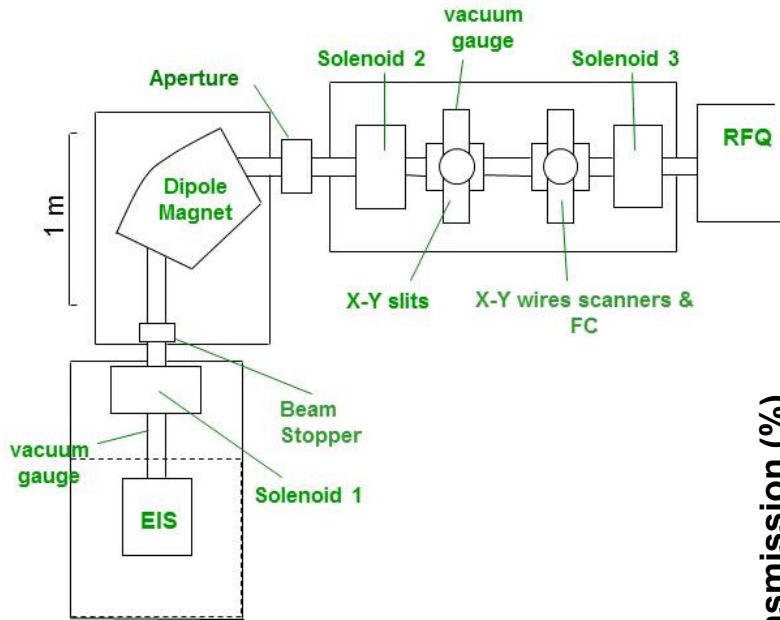 vacuum
gauge
Solenoid 2
Solenoid 3
Aperture
RFQ
Dipole
Magnet
1 m
X-Y slits
X-Y wires scanners &
FC
Beam
Stopper
vacuum
gauge
Solenoid 1
EIS